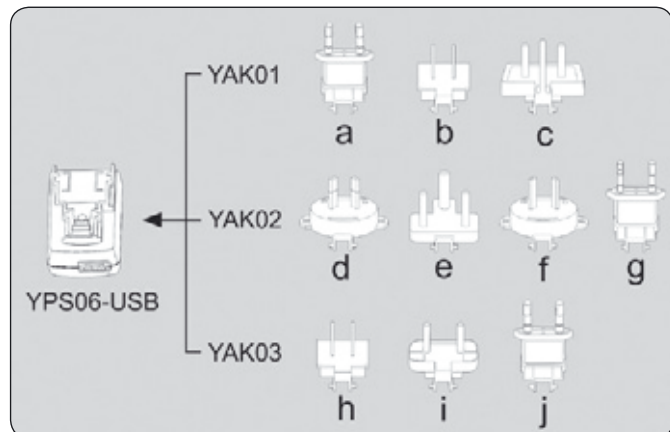 YAK01
a b c
YPS06-USB
YAK02
d e f g
YAK03
h i j